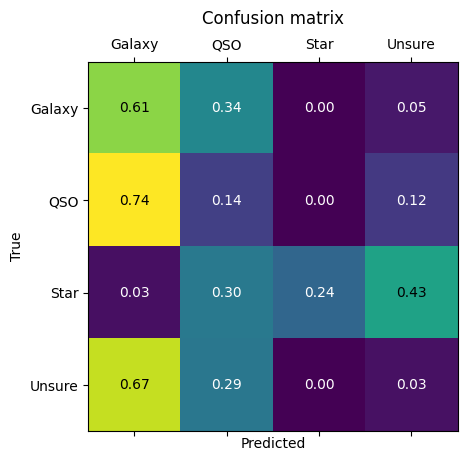 Confusion matrix
Galaxy QSO Star Unsure
Galaxy 0.61 0.34 0.00 0.05
QSO 0.74 0.14 0.00 0.12
True
Star 0.03 0.30 0.24 0.43
Unsure 0.67 0.29 0.00 0.03
Predicted